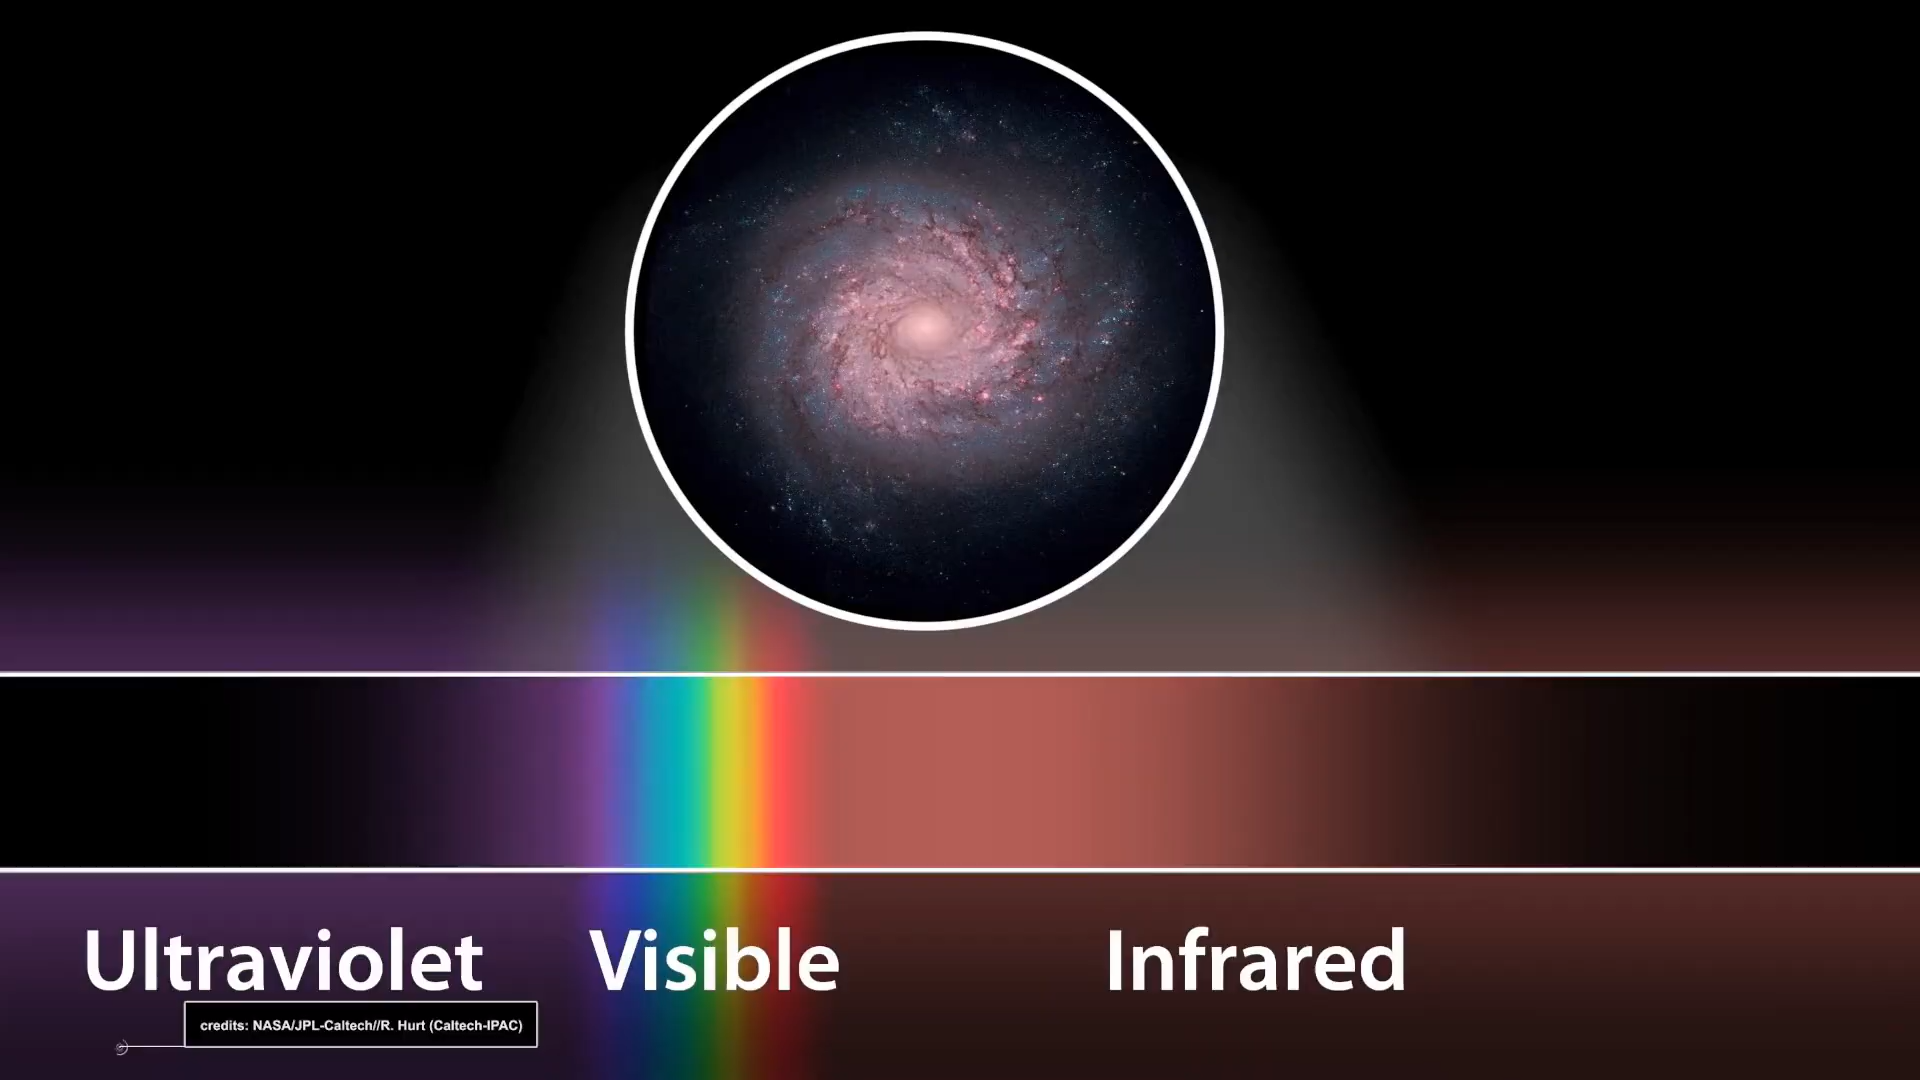 Ultraviolet Visible Infrared
credits: NASA/JPL-Caltech//R. Hurt (Caltech-IPAC)